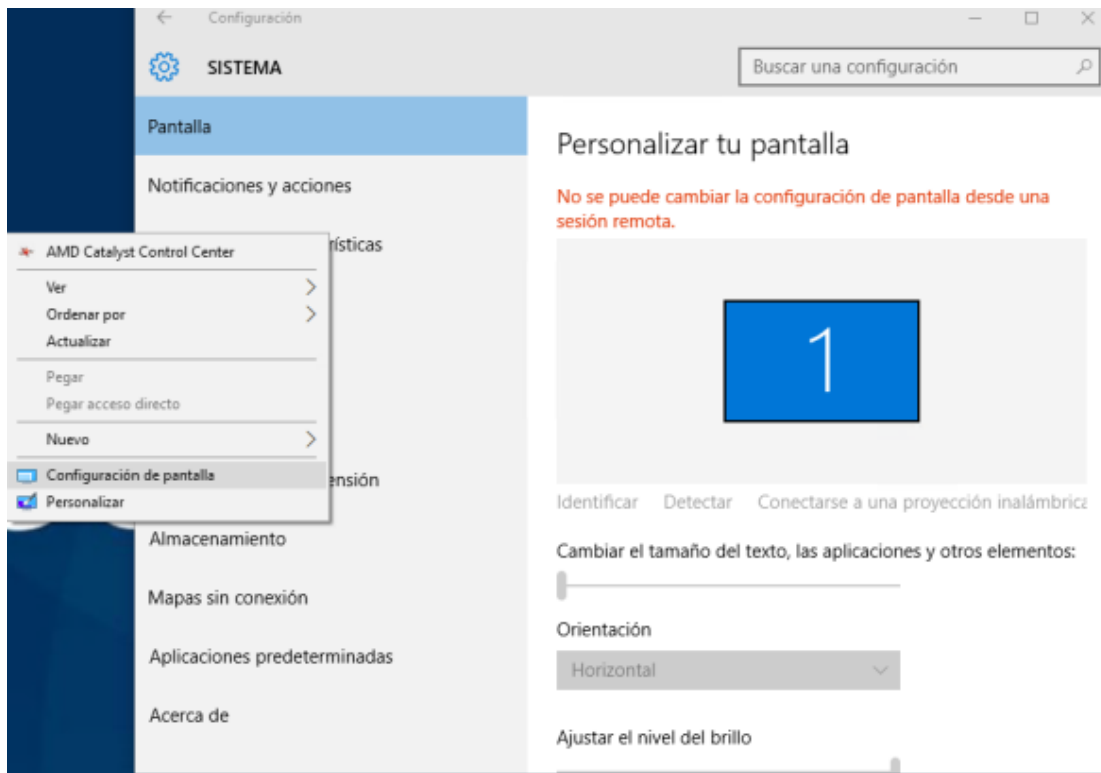 Configuración
SISTEMA
Buscar una configuración
Pantalla
Notificaciones y acciones
AMD Catalyst Control Center
Ver
Ordenar por
Actualizar
Pegar
Pegar acceso directo
Nuevo
Configuración de pantalla
Personalizar
Almacenamiento
Mapas sin conexión
Aplicaciones predeterminadas
Acerca de
Personalizar tu pantalla
No se puede cambiar la configuración de pantalla desde una
sesión remota.
1
Identificar Detectar Conectarse a una proyección inalámbrica
Cambiar el tamaño del texto, las aplicaciones y otros elementos:
Orientación
Horizontal
Ajustar el nivel del brillo